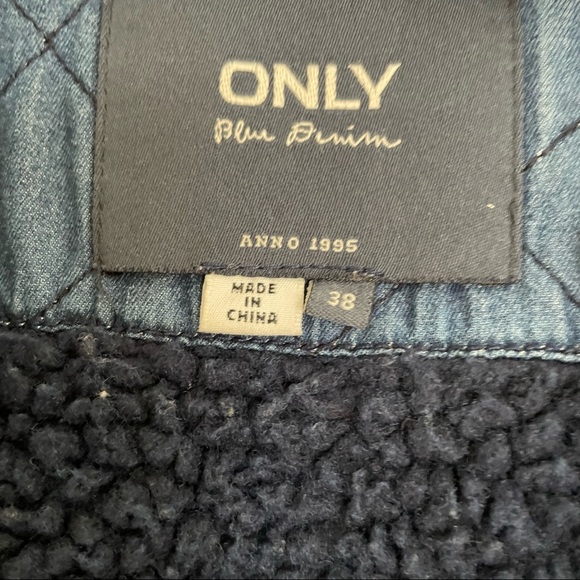 ONLY
Blue Denim
ANNO 1995
MADE
IN
CHINA
38